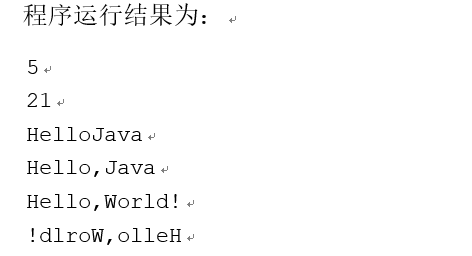 程序运行结果为：
5
21
HelloJava
Hello,Java
Hello,World!
!dlroW,olleH